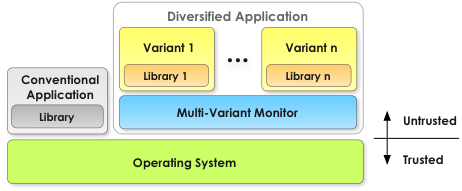 Diversified Application
Variant 1
...
Variant n
Library 1
Library n
Conventional
Application
Library
Multi-Variant Monitor
Untrusted
Trusted
Operating System